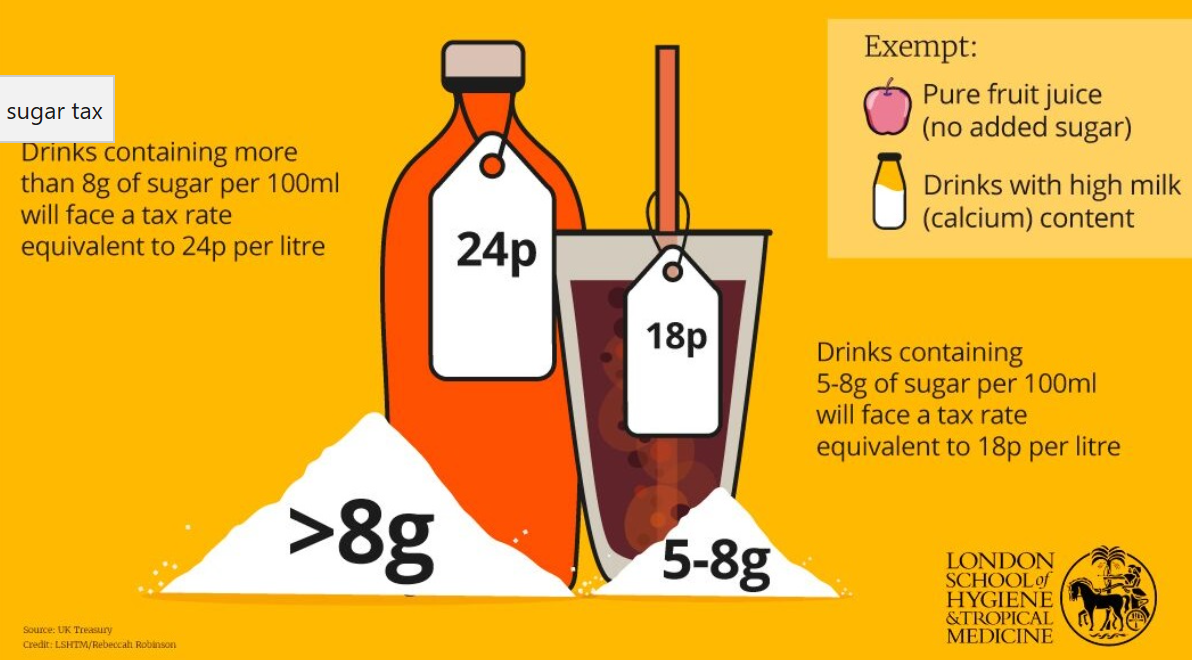 sugar tax
Drinks containing more
than 8g of sugar per 100ml
will face a tax rate
equivalent to 24p per litre
24p
18p
Exempt:
Pure fruit juice
(no added sugar)
Drinks with high milk
(calcium) content
Drinks containing
5-8g of sugar per 100ml
will face a tax rate
equivalent to 18p per litre
>8g
5-8g
Source: UK Treasury
Credit: LSHTM/Rebeccah Robinson
LONDON
SCHOOL of
HYGIENE
&TROPICAL
MEDICINE